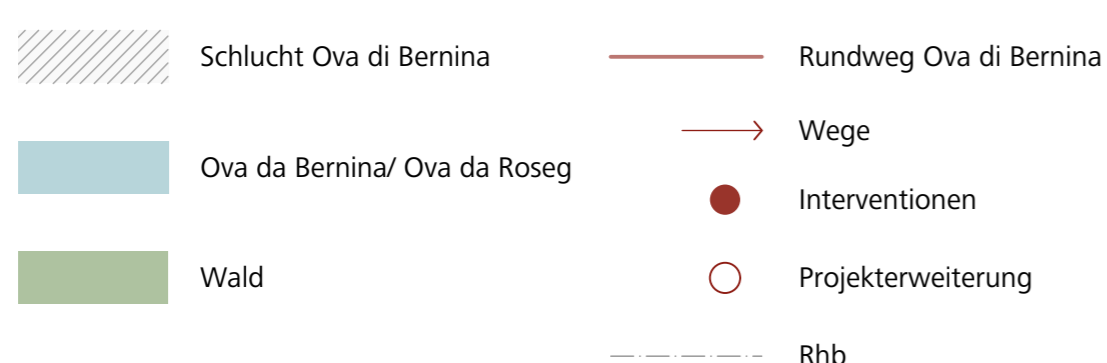 Schlucht Ova di Bernina
Ova da Bernina/ Ova da Roseg
Wald
Rundweg Ova di Bernina
Wege
Interventionen
Projekterweiterung
Rhb